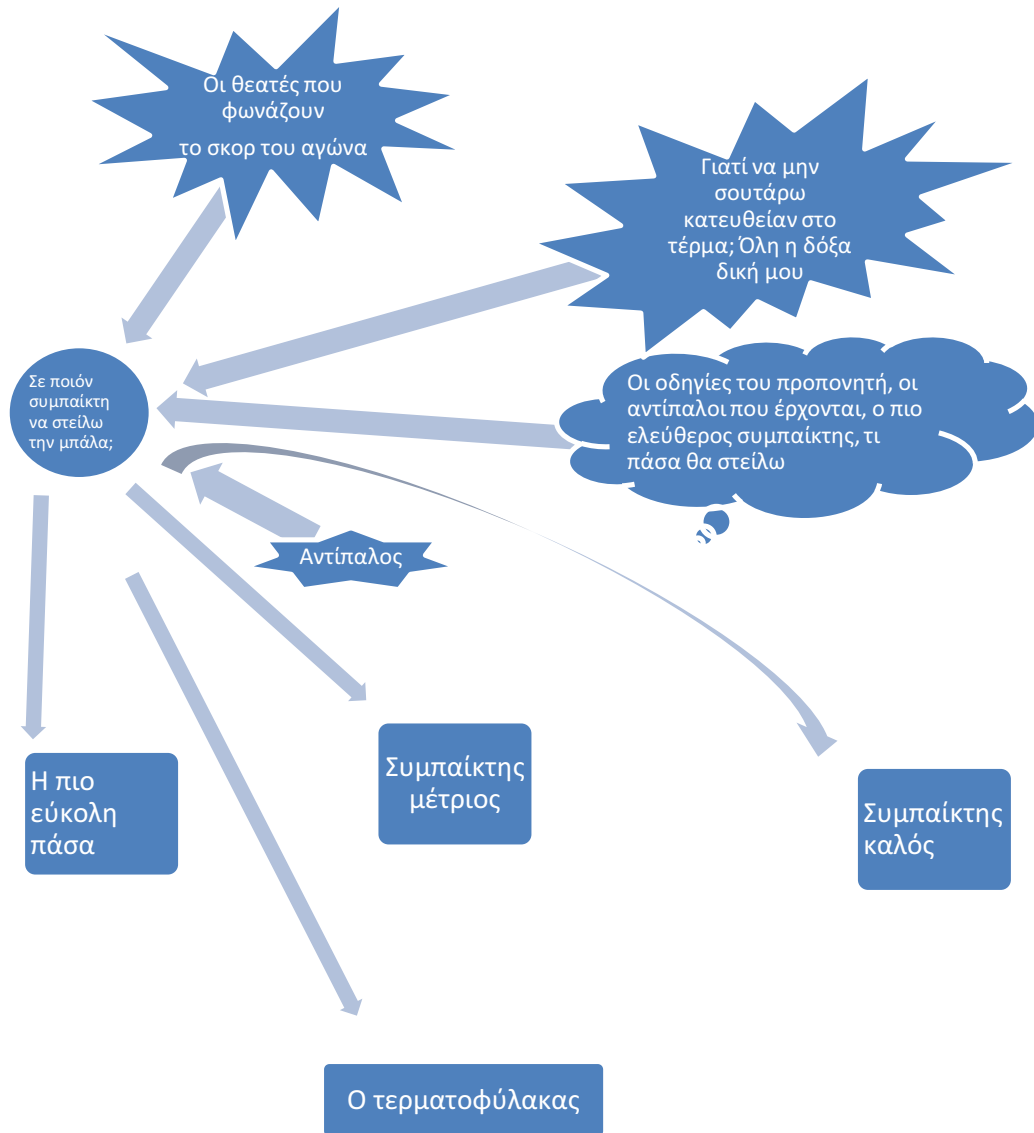 Οι θεατές που
φωνάζουν
το σκορ του αγώνα
Γιατί να μην
σουτάρω
κατευθείαν στο
τέρμα; Όλη η δόξα
δική μου
Σε ποιόν
συμπαίκτη
να στείλω
την μπάλα;
Οι οδηγίες του προπονητή, οι
αντίπαλοι που έρχονται, ο πιο
ελεύθερος συμπαίκτης, τι
πάσα θα στείλω
Αντίπαλος
Η πιο
εύκολη
πάσα
Συμπαίκτης
μέτριος
Συμπαίκτης
καλός
Ο τερματοφύλακας